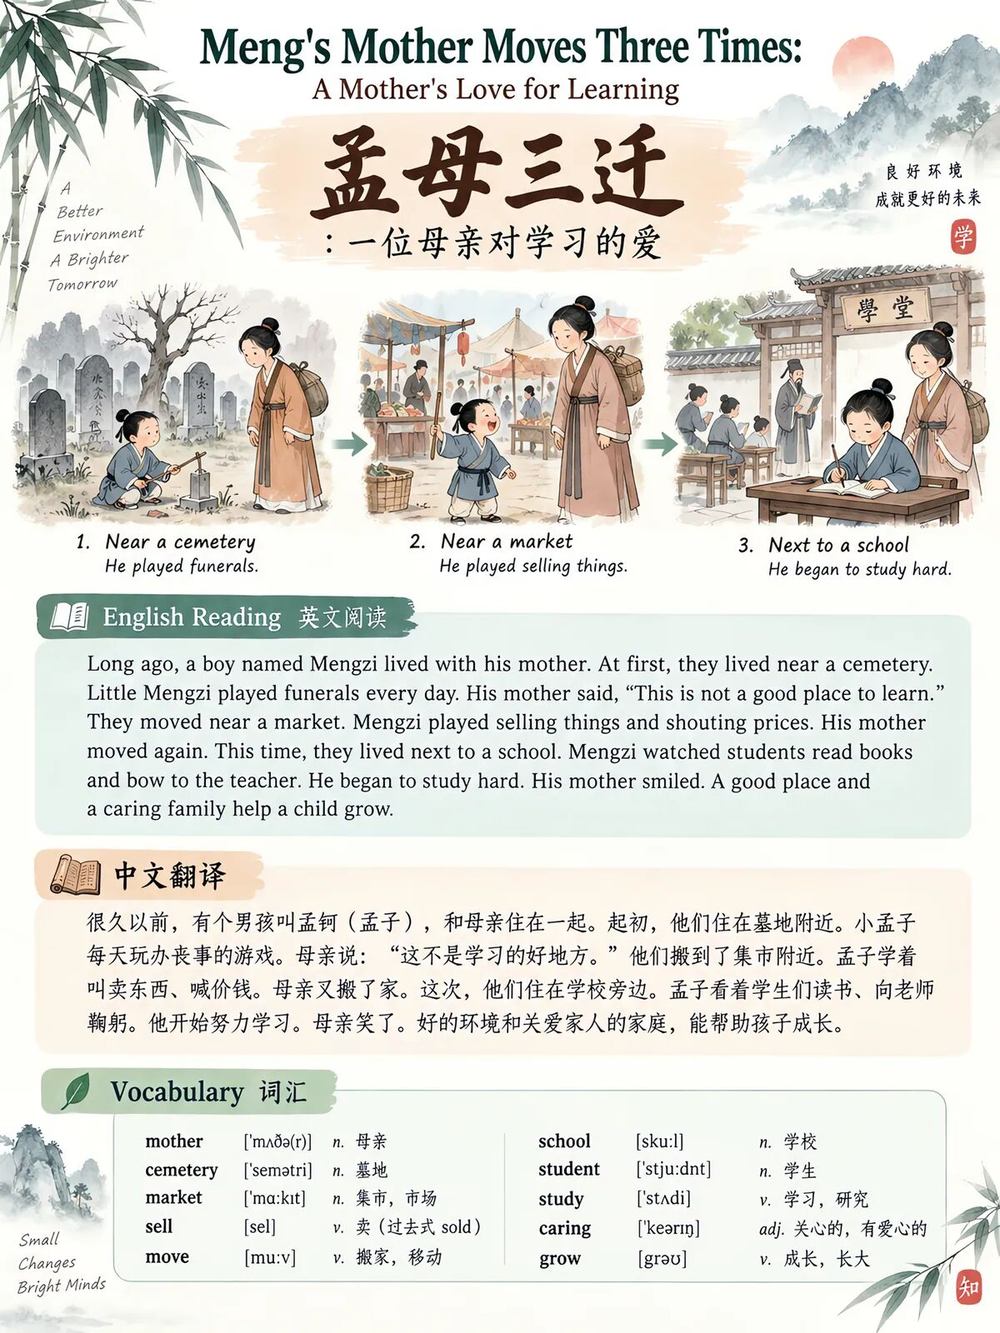 Meng's Mother Moves Three Times:
A Mother's Love for Learning
孟母三迁
：一位母亲对学习的爱
A
Better
Environment
A Brighter
Tomorrow
良好环境
成就更好的未来
学
學堂
1. Near a cemetery
He played funerals.
2. Near a market
He played selling things.
3. Next to a school
He began to study hard.
English Reading 英文阅读
Long ago, a boy named Mengzi lived with his mother. At first, they lived near a cemetery.
Little Mengzi played funerals every day. His mother said, “This is not a good place to learn.”
They moved near a market. Mengzi played selling things and shouting prices. His mother
moved again. This time, they lived next to a school. Mengzi watched students read books
and bow to the teacher. He began to study hard. His mother smiled. A good place and
a caring family help a child grow.
中文翻译
很久以前，有个男孩叫孟轲（孟子），和母亲住在一起。起初，他们住在墓地附近。小孟子
每天玩办丧事的游戏。母亲说：“这不是学习的好地方。”他们搬到了集市附近。孟子学着
叫卖东西、喊价钱。母亲又搬了家。这次，他们住在学校旁边。孟子看着学生们读书、向老师
鞠躬。他开始努力学习。母亲笑了。好的环境和关爱家人的家庭，能帮助孩子成长。
Vocabulary 词汇
mother ['mʌðə(r)] n. 母亲
cemetery ['semətri] n. 墓地
market ['mɑ:kɪt] n. 集市，市场
sell [sel] v. 卖（过去式 sold）
move [mu:v] v. 搬家，移动
school [sku:l] n. 学校
student ['stju:dnt] n. 学生
study ['stʌdi] v. 学习，研究
caring ['keərɪŋ] adj. 关心的，有爱心的
grow [grəʊ] v. 成长，长大
Small
Changes
Bright Minds
知